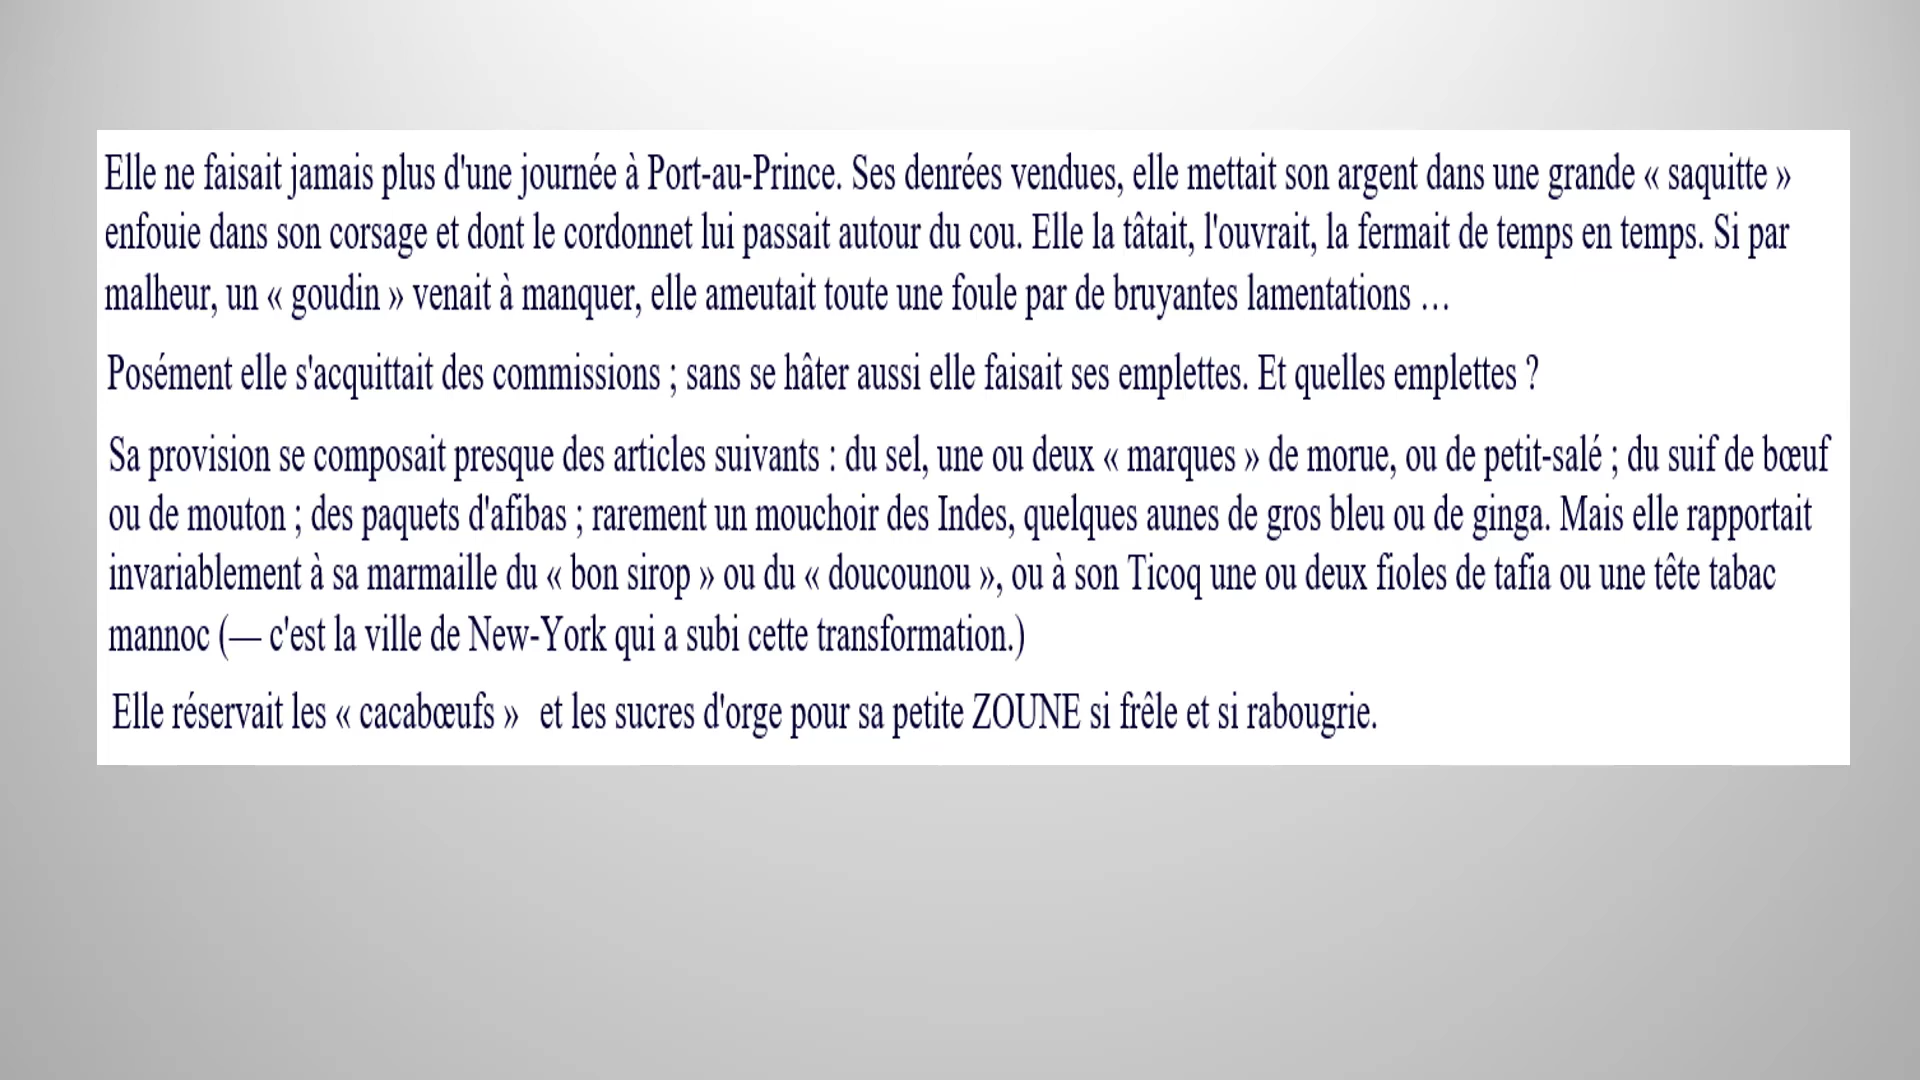 Elle ne faisait jamais plus d'une journée à Port-au-Prince. Ses denrées vendues, elle mettait son argent dans une grande « saquitte »
enfouie dans son corsage et dont le cordonnet lui passait autour du cou. Elle la tâtait, l'ouvrait, la fermait de temps en temps. Si par
malheur, un « goudin » venait à manquer, elle ameutait toute une foule par de bruyantes lamentations …
Posément elle s'acquittait des commissions ; sans se hâter aussi elle faisait ses emplettes. Et quelles emplettes ?
Sa provision se composait presque des articles suivants : du sel, une ou deux « marques » de morue, ou de petit-salé ; du suif de bœuf
ou de mouton ; des paquets d'afibas ; rarement un mouchoir des Indes, quelques aunes de gros bleu ou de ginga. Mais elle rapportait
invariablement à sa marmaille du « bon sirop » ou du « doucounou », ou à son Ticoq une ou deux fioles de tafia ou une tête tabac
mannoc (— c'est la ville de New-York qui a subi cette transformation.)
Elle réservait les « cacabœufs » et les sucres d'orge pour sa petite ZOUNE si frêle et si rabougrie.